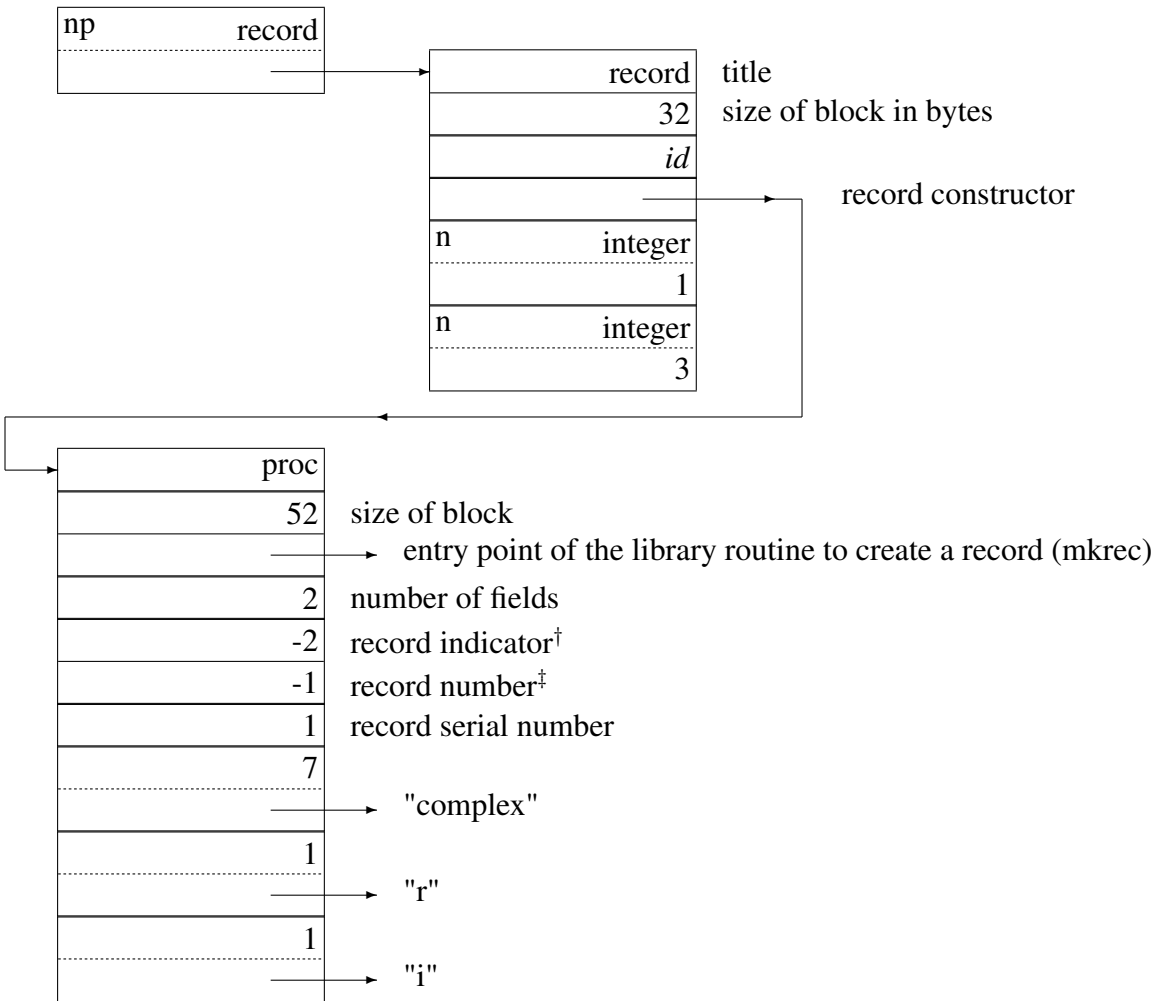 np record
record title
32 size of block in bytes
id
record constructor
n integer
1
n integer
3
proc
52 size of block
entry point of the library routine to create a record (mkrec)
2 number of fields
-2 record indicator†
-1 record number‡
1 record serial number
7
"complex"
1
"r"
1
"i"